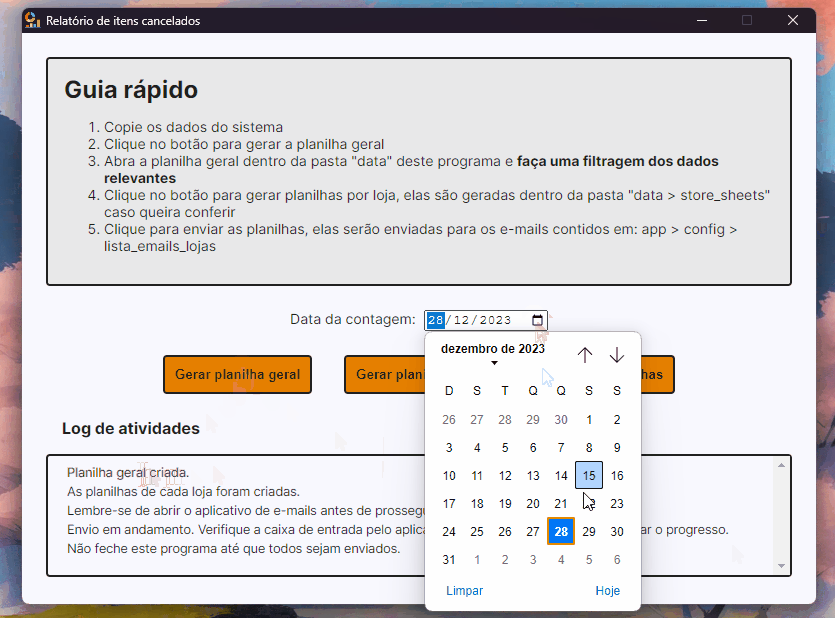 Relatório de itens cancelados
Guia rápido
1. Copie os dados do sistema
2. Clique no botão para gerar a planilha geral
3. Abra a planilha geral dentro da pasta "data" deste programa e faça uma filtragem dos dados
relevantes
4. Clique no botão para gerar planilhas por loja, elas são geradas dentro da pasta "data > store_sheets"
caso queira conferir
5. Clique para enviar as planilhas, elas serão enviadas para os e-mails contidos em: app > config >
lista_emails_lojas
Data da contagem: 28/12/2023
dezembro de 2023
D S T Q Q S S
26 27 28 29 30 1 2
3 4 5 6 7 8 9
10 11 12 13 14 15 16
17 18 19 20 21 23
24 25 26 27 28 29 30
31 1 2 3 4 5 6
Limpar Hoje
Gerar planilha geral
Gerar plan
has
Log de atividades
Planilha geral criada.
As planilhas de cada loja foram criadas.
Lembre-se de abrir o aplicativo de e-mails antes de prosseg
Envio em andamento. Verifique a caixa de entrada pelo aplica ar o progresso.
Não feche este programa até que todos sejam enviados.